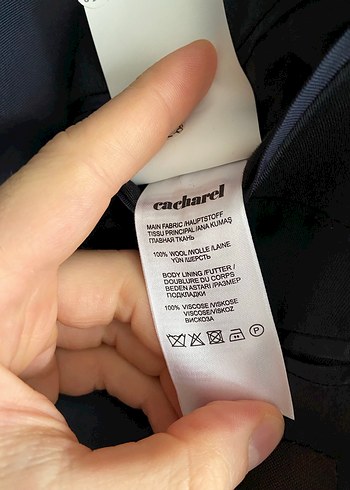 cacharel
MAIN FABRIC /HAUPTSTOFF
TISSU PRINCIPAL /ANA KUMAŞ
ГЛАВНАЯ ТКАНЬ
100% WOOL /WOLLE /LAINE
YÜN /ШЕРСТЬ
BODY LINING /FUTTER /
DOUBLURE DU CORPS
BEDEN ASTARI /РАЗМЕР
ПОДКЛАДКИ
100% VISCOSE /VISKOSE
VISCOSE/VISKOZ
ВИСКОЗА
P